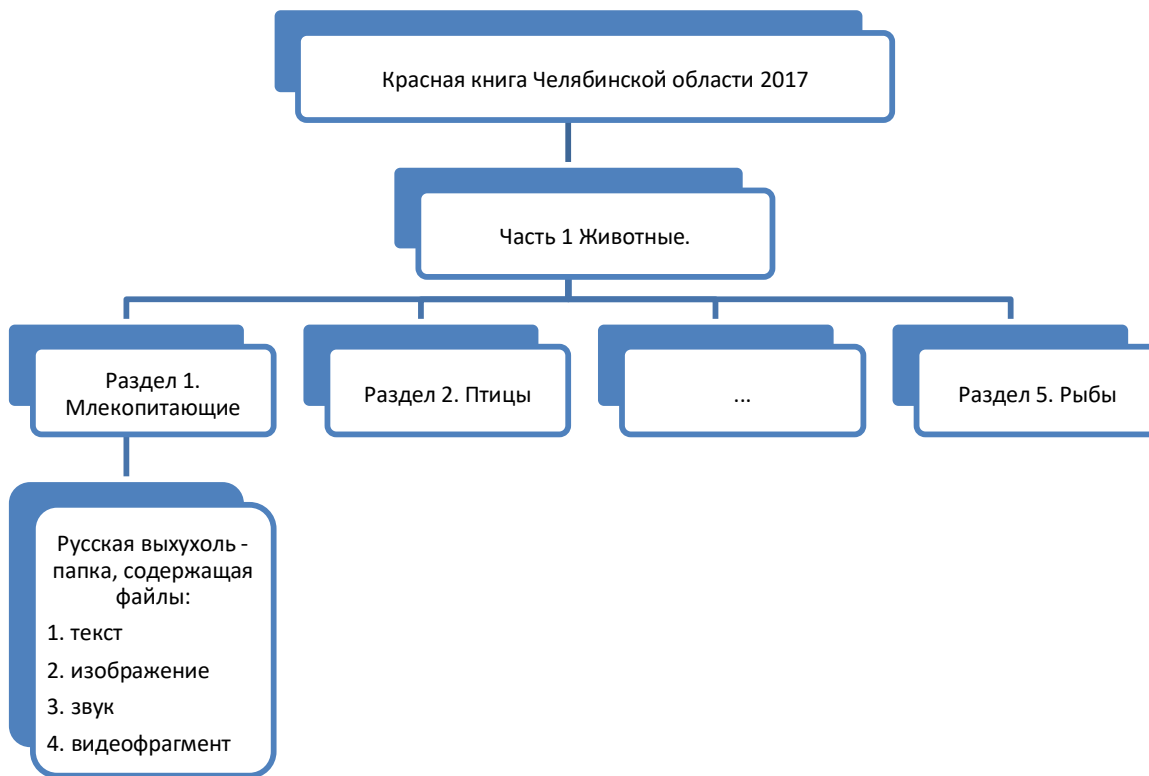 Красная книга Челябинской области 2017
Часть 1 Животные.
Раздел 1.
Млекопитающие
Раздел 2. Птицы
...
Раздел 5. Рыбы
Русская выхухоль -
папка, содержащая
файлы:
1. текст
2. изображение
3. звук
4. видеофрагмент